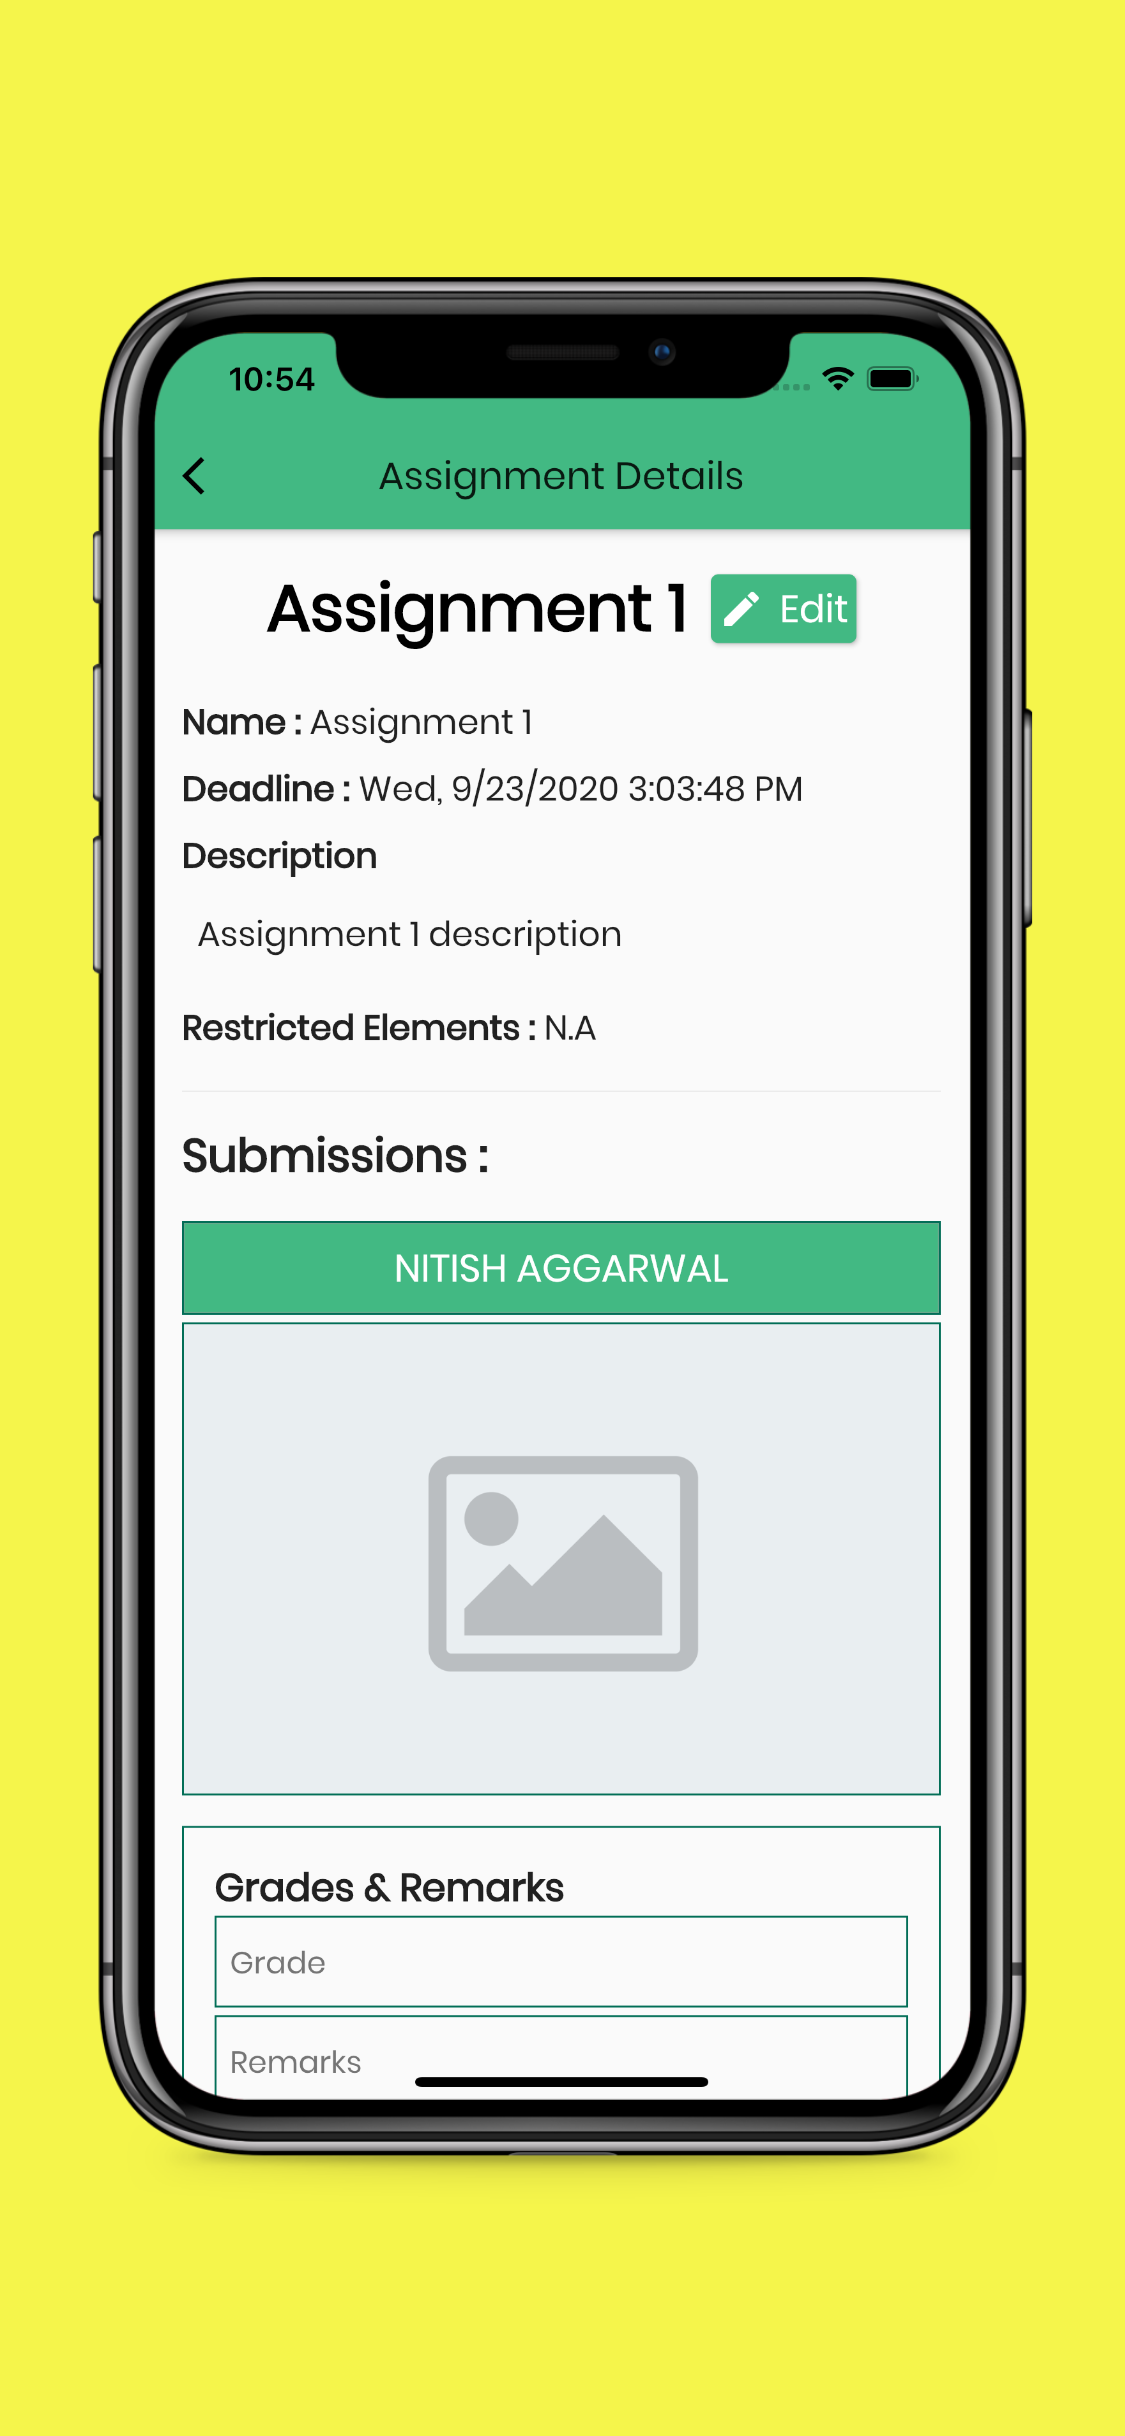 10:54
Assignment Details
Assignment 1
Edit
Name : Assignment 1
Deadline : Wed, 9/23/2020 3:03:48 PM
Description
Assignment 1 description
Restricted Elements : N.A
Submissions :
NITISH AGGARWAL
Grades & Remarks
Grade
Remarks